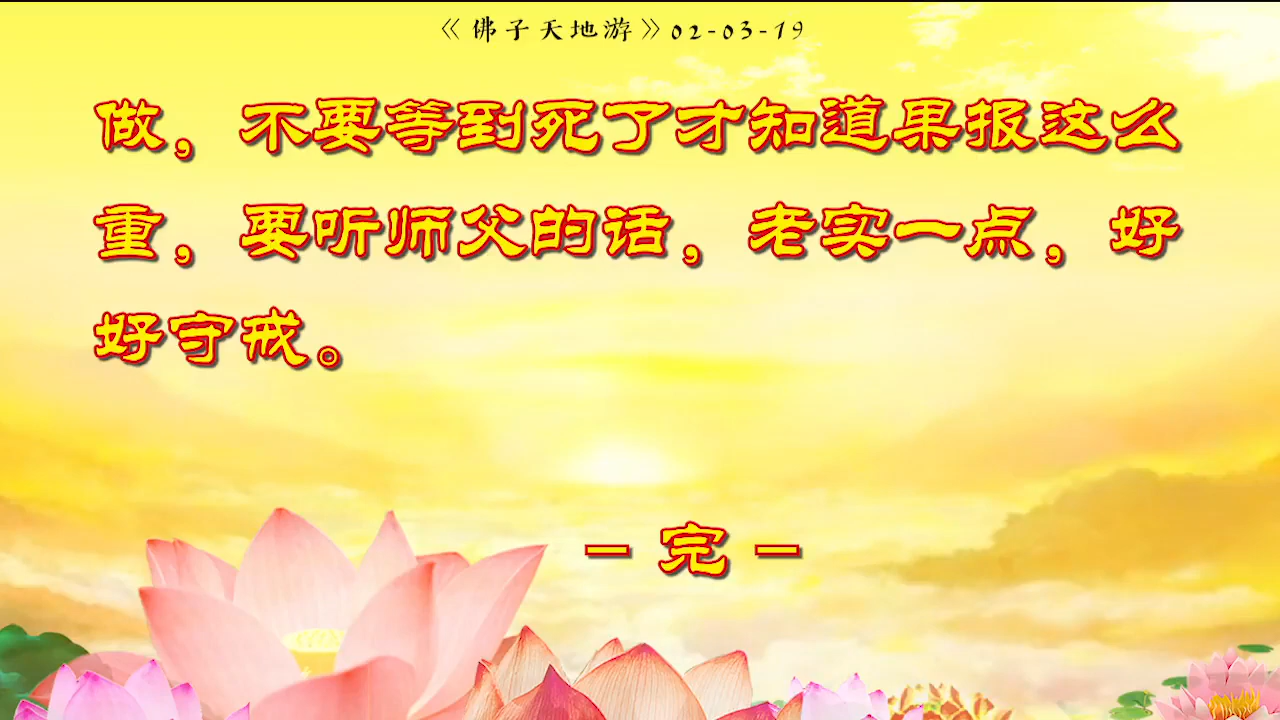 《佛子天地游》02-03-19
做，不要等到死了才知道果报这么
重，要听师父的话，老实一点，好
好守戒。
- 完 -